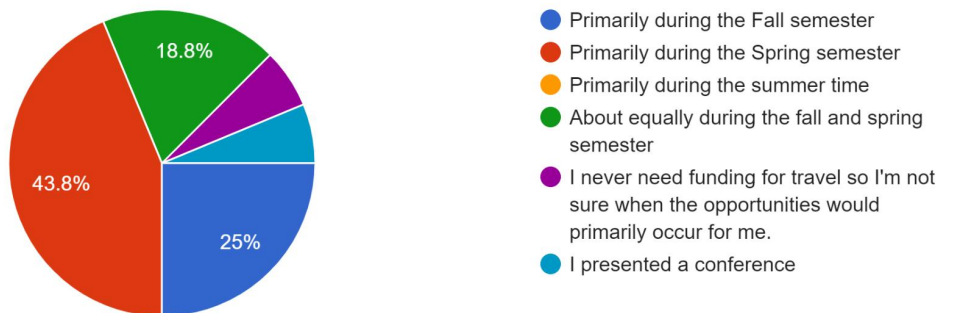 18.8%
43.8%
25%
Primarily during the Fall semester
Primarily during the Spring semester
Primarily during the summer time
About equally during the fall and spring
semester
I never need funding for travel so I'm not
sure when the opportunities would
primarily occur for me.
I presented a conference